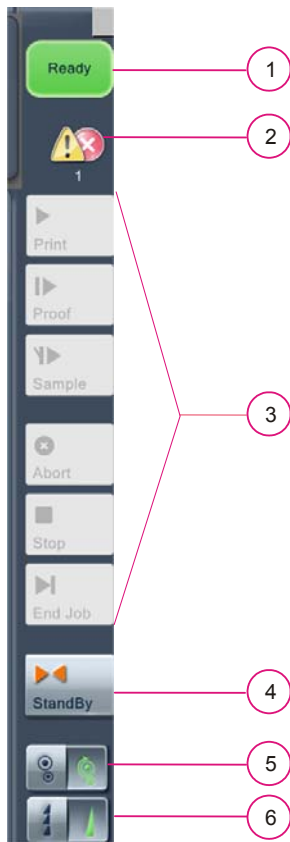 Ready
1
2
1
Print
Proof
Sample
3
Abort
Stop
End Job
4
StandBy
5
6